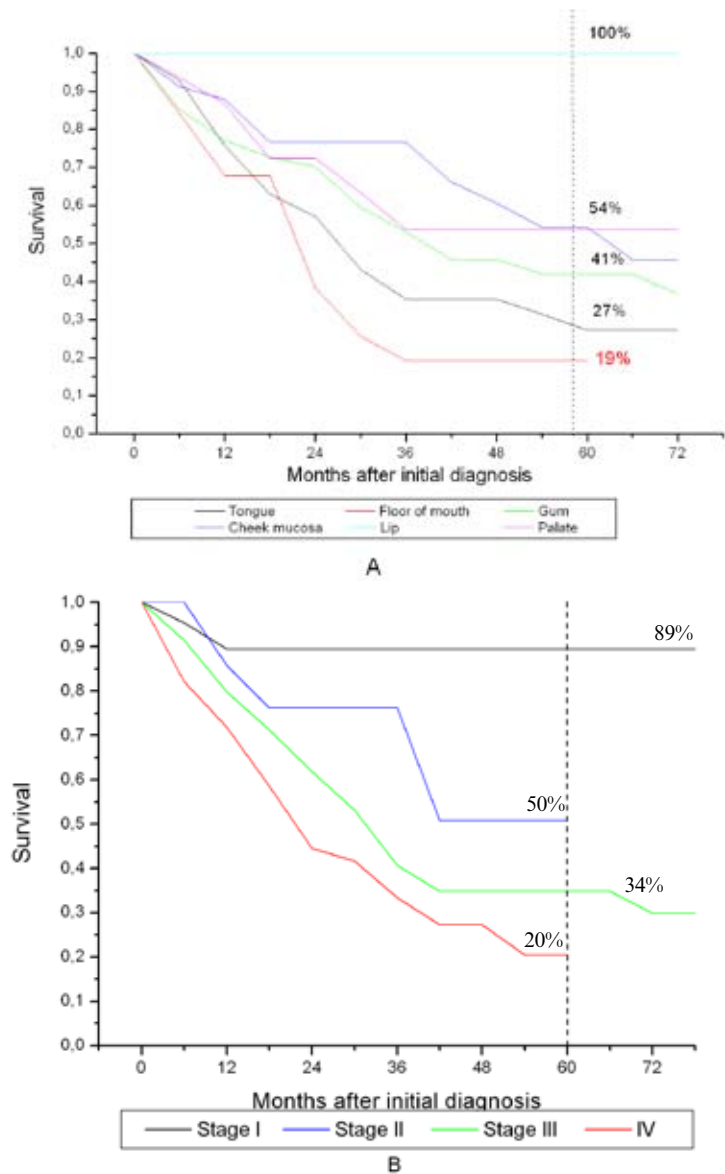 100%
1,0
0,9
0,8
0,7
0,6
0,5
0,4
0,3
0,2
0,1
0,0
Survival
54%
41%
27%
19%
0 12 24 36 48 60 72
Months after initial diagnosis
Tongue Floor of mouth Gum
Cheek mucosa Lip Palate
A
1,0
0,9
0,8
0,7
0,6
0,5
0,4
0,3
0,2
0,1
0,0
Survival
89%
50%
34%
20%
0 12 24 36 48 60 72
Months after initial diagnosis
Stage I Stage II Stage III IV
B